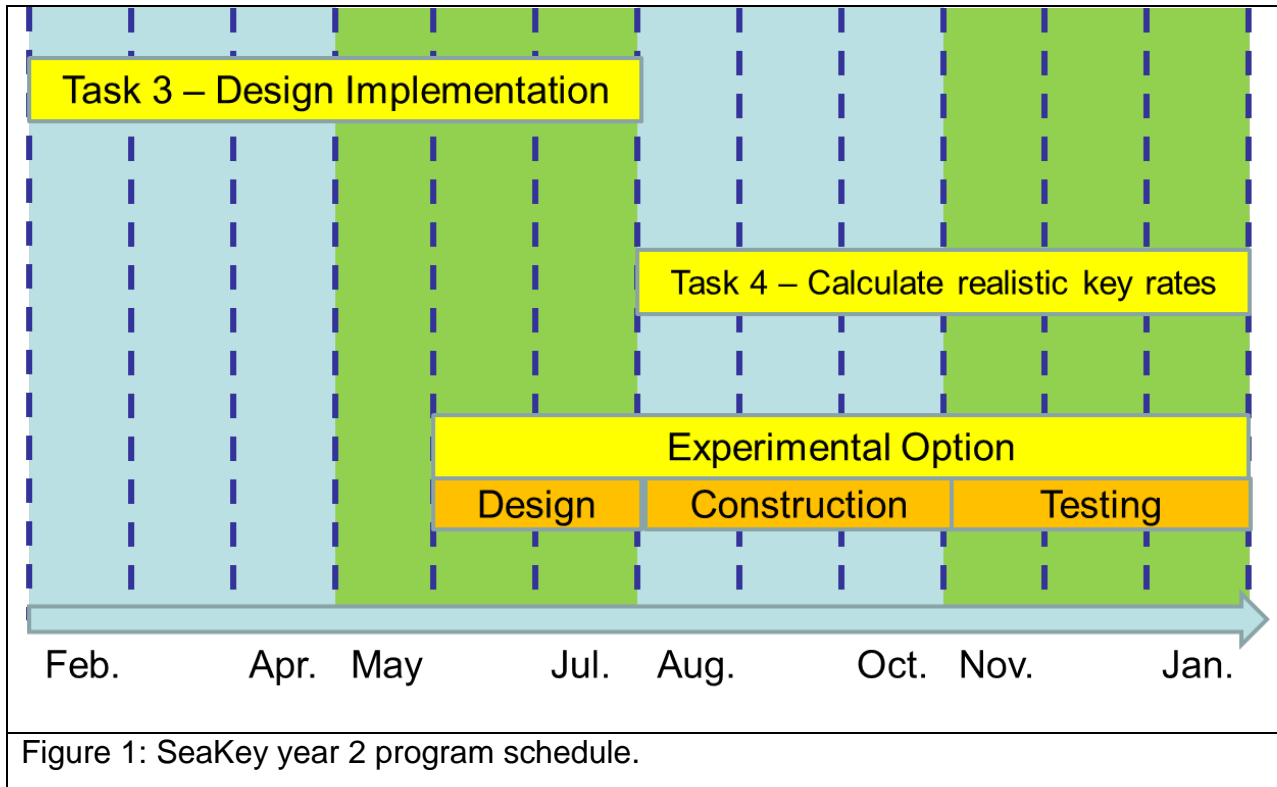 Task 3 – Design Implementation
Task 4 – Calculate realistic key rates
Experimental Option
Design Construction Testing
Feb. Apr. May Jul. Aug. Oct. Nov. Jan.
Figure 1: SeaKey year 2 program schedule.